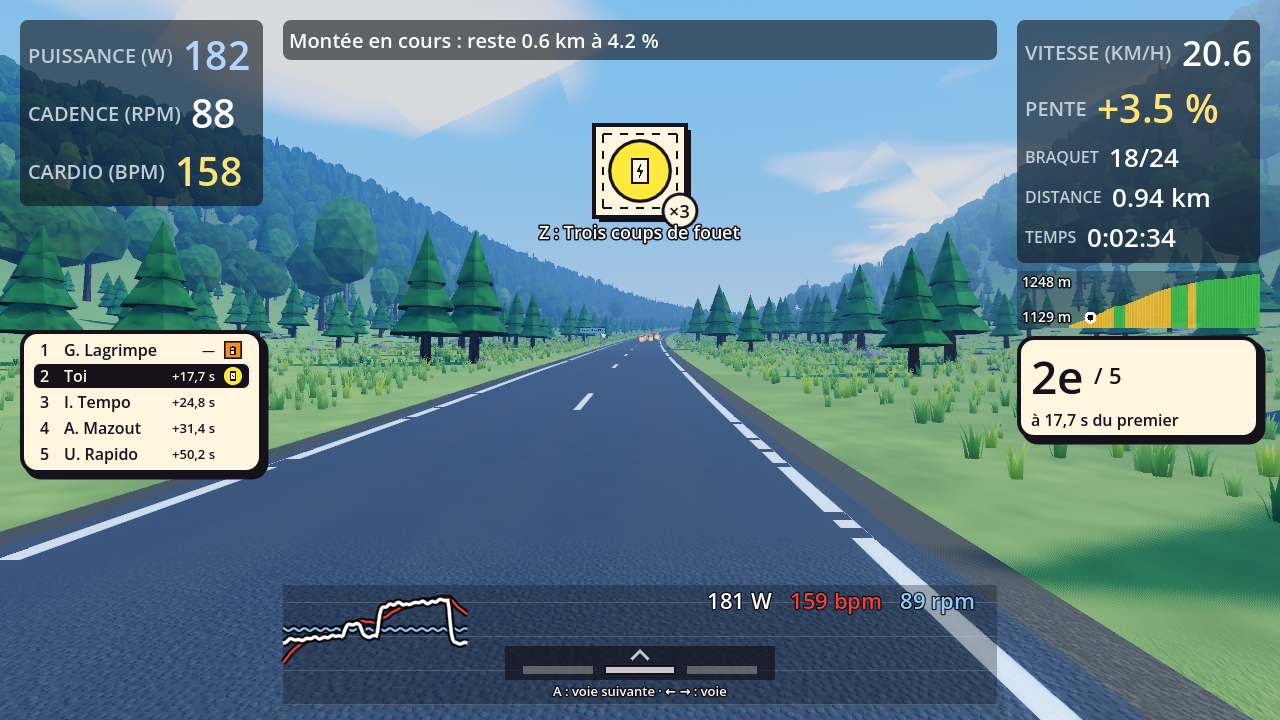 PUISSANCE (W) 182
CADENCE (RPM) 88
CARDIO (BPM) 158
Montée en cours : reste 0.6 km à 4.2 %
×3
Z : Trois coups de fouet
VITESSE (KM/H) 20.6
PENTE +3.5 %
BRAQUET 18/24
DISTANCE 0.94 km
TEMPS 0:02:34
1248 m
1129 m
1 G. Lagrimpe —
2 Toi +17,7 s
3 I. Tempo +24,8 s
4 A. Mazout +31,4 s
5 U. Rapido +50,2 s
2e / 5
à 17,7 s du premier
181 W 159 bpm 89 rpm
A : voie suivante · ← → : voie